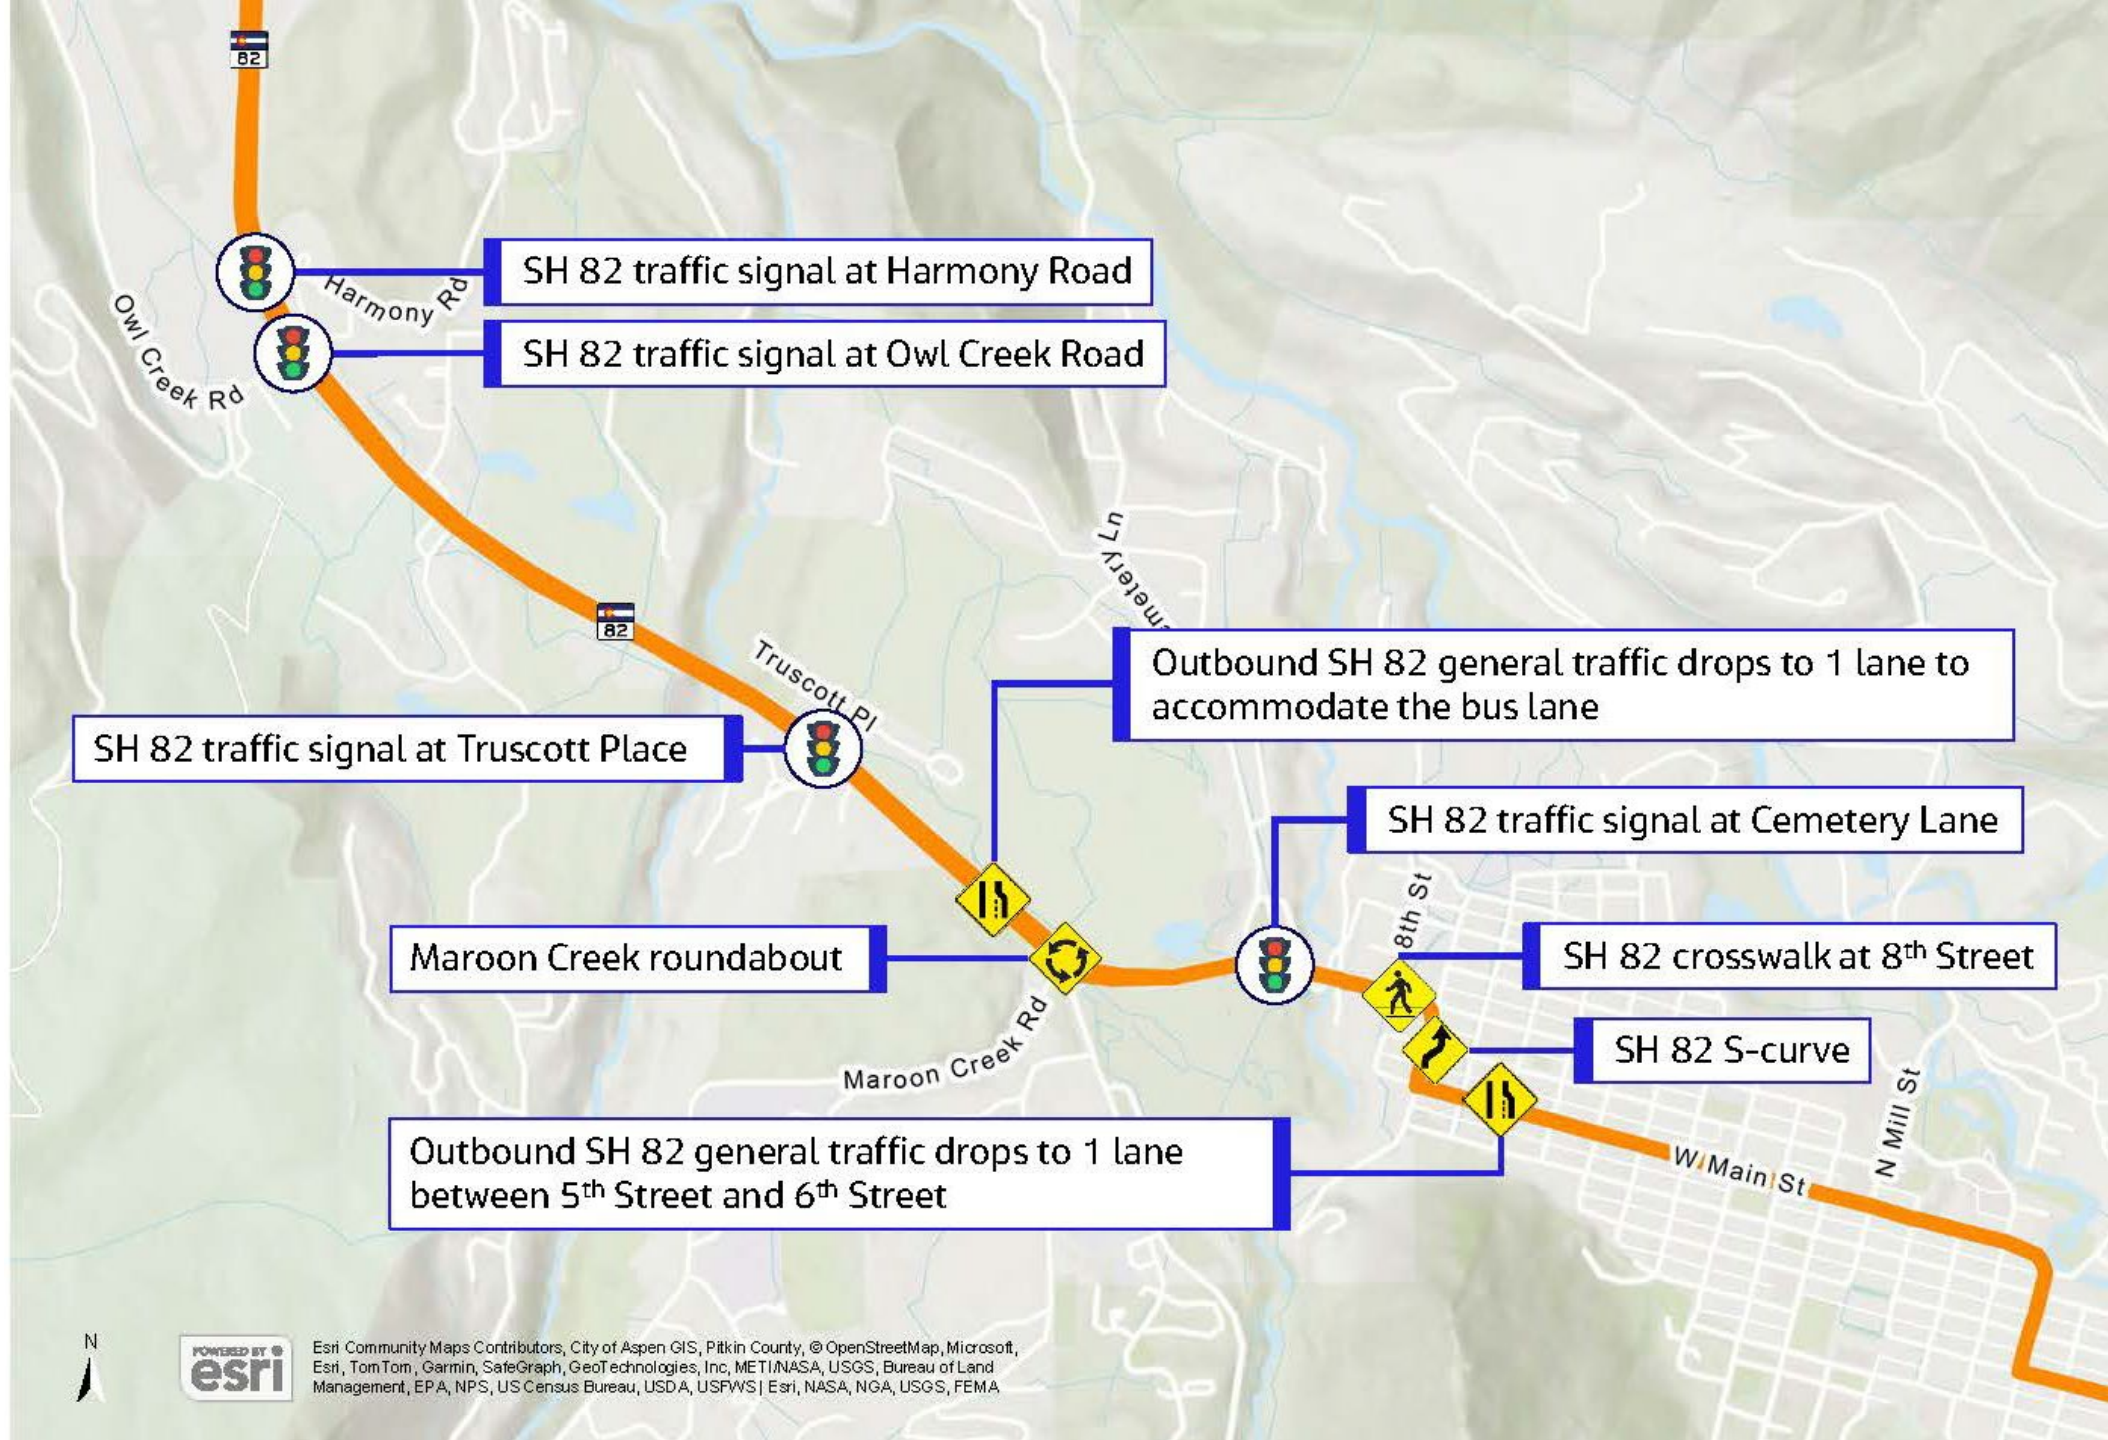 82
SH 82 traffic signal at Harmony Road
Harmony Rd
SH 82 traffic signal at Owl Creek Road
Owl Creek Rd
82
Truscott Pl
SH 82 traffic signal at Truscott Place
Outbound SH 82 general traffic drops to 1 lane to
accommodate the bus lane
SH 82 traffic signal at Cemetery Lane
8th St
Maroon Creek roundabout
SH 82 crosswalk at 8th Street
Maroon Creek Rd
SH 82 S-curve
N Mill St
Outbound SH 82 general traffic drops to 1 lane
between 5th Street and 6th Street
W Main St
N
POWERED BY
esri
Esri Community Maps Contributors, City of Aspen GIS, Pitkin County, © OpenStreetMap, Microsoft,
Esri, TomTom, Garmin, SafeGraph, GeoTechnologies, Inc, METI/NASA, USGS, Bureau of Land
Management, EPA, NPS, US Census Bureau, USDA, USFWS | Esri, NASA, NGA, USGS, FEMA